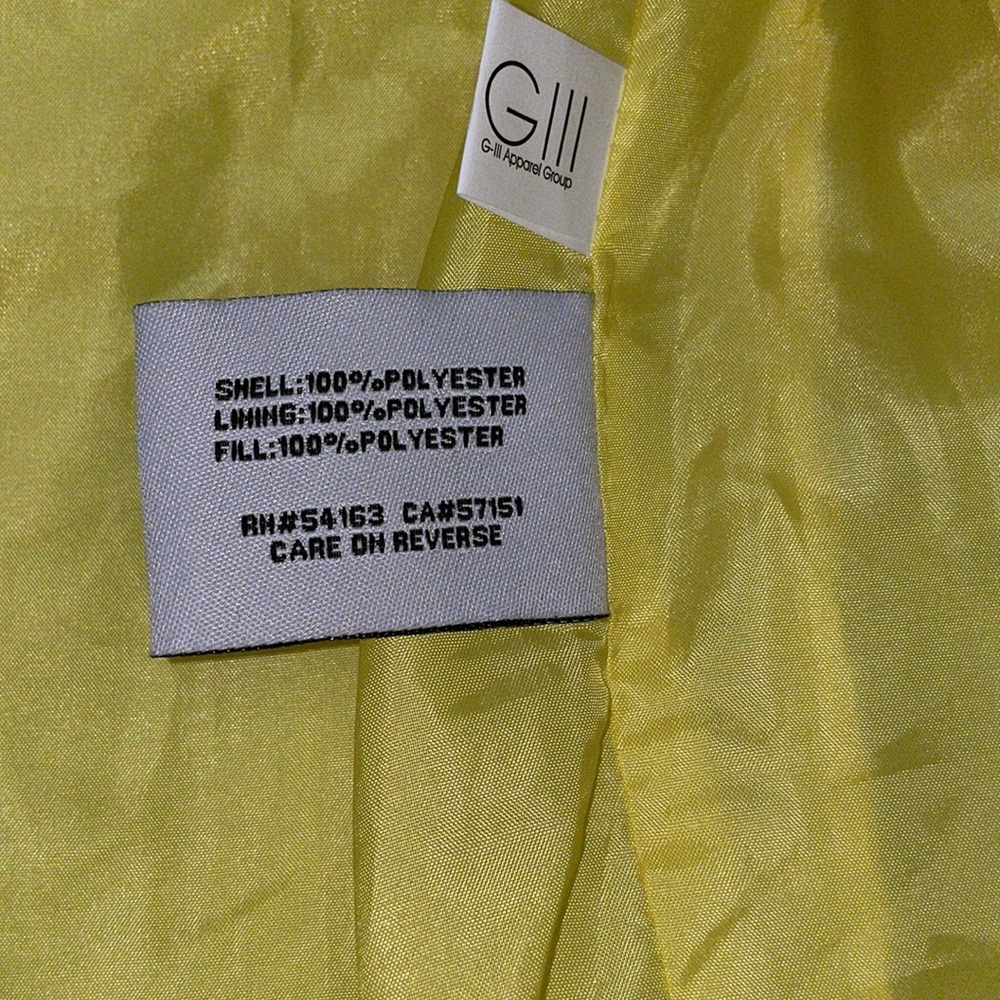 GIII
G-III Apparel Group
SHELL:100%POLYESTER
LINING:100%POLYESTER
FILL:100%POLYESTER
RN#54163 CA#57151
CARE ON REVERSE